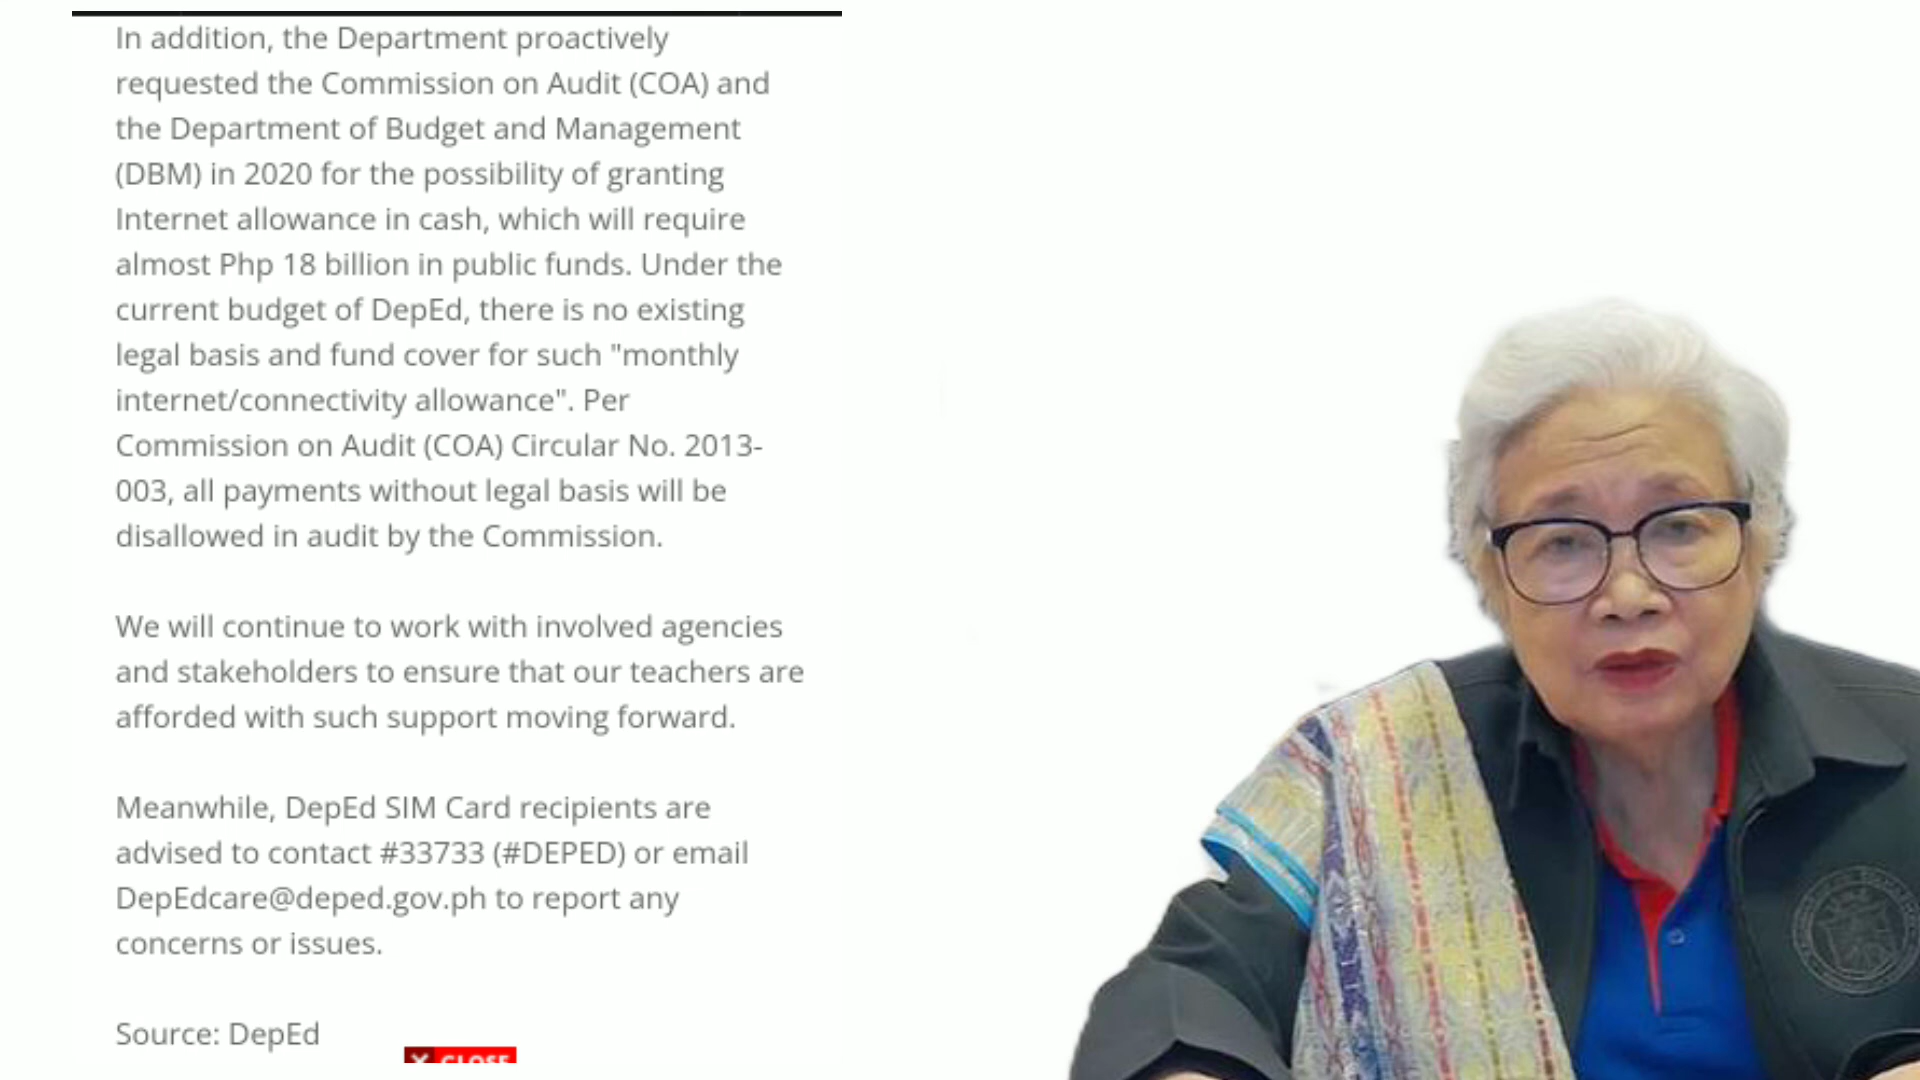 In addition, the Department proactively
requested the Commission on Audit (COA) and
the Department of Budget and Management
(DBM) in 2020 for the possibility of granting
Internet allowance in cash, which will require
almost Php 18 billion in public funds. Under the
current budget of DepEd, there is no existing
legal basis and fund cover for such "monthly
internet/connectivity allowance". Per
Commission on Audit (COA) Circular No. 2013-
003, all payments without legal basis will be
disallowed in audit by the Commission.
We will continue to work with involved agencies
and stakeholders to ensure that our teachers are
afforded with such support moving forward.
Meanwhile, DepEd SIM Card recipients are
advised to contact #33733 (#DEPED) or email
DepEdcare@deped.gov.ph to report any
concerns or issues.
Source: DepEd
X CLOSE